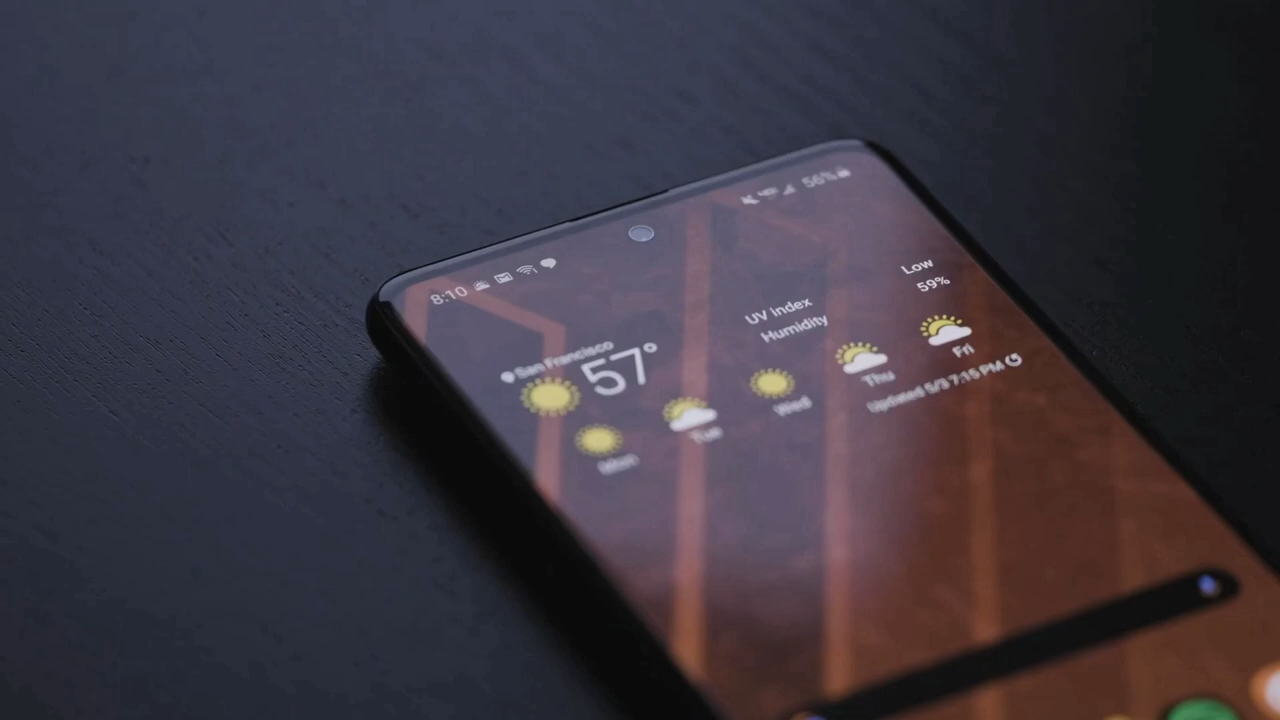 8:10
56%
San Francisco
57°
UV index Low
Humidity 59%
Mon Tue Wed Thu Fri
Updated 5/3 7:15 PM